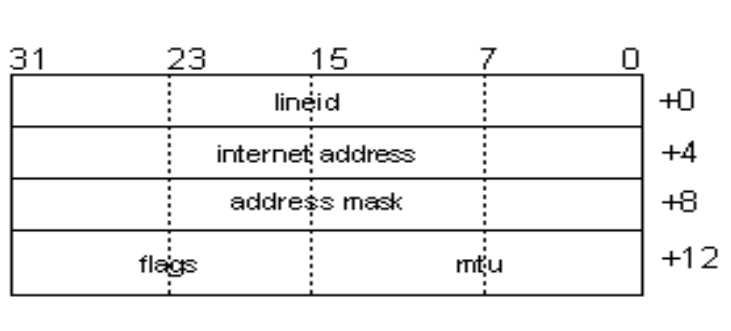 31 23 15 7 0
lineid +0
internet address +4
address mask +8
flags mtu +12